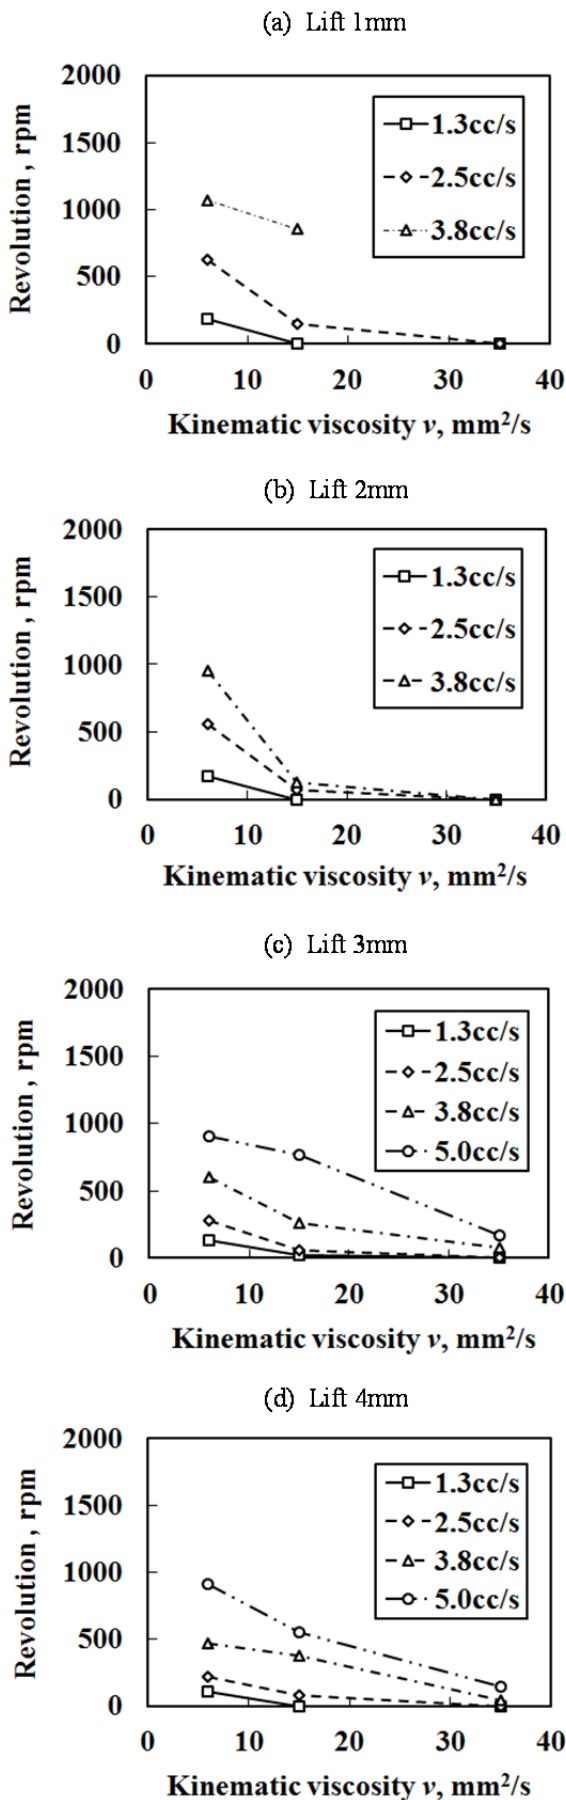 (a) Lift 1mm
2000
1500
1000
500
0
Revolution , rpm
1.3cc/s
2.5cc/s
3.8cc/s
0 10 20 30 40
Kinematic viscosity ν, mm²/s
(b) Lift 2mm
2000
1500
1000
500
0
Revolution , rpm
1.3cc/s
2.5cc/s
3.8cc/s
0 10 20 30 40
Kinematic viscosity ν, mm²/s
(c) Lift 3mm
2000
1500
1000
500
0
Revolution , rpm
1.3cc/s
2.5cc/s
3.8cc/s
5.0cc/s
0 10 20 30 40
Kinematic viscosity ν, mm²/s
(d) Lift 4mm
2000
1500
1000
500
0
Revolution , rpm
1.3cc/s
2.5cc/s
3.8cc/s
5.0cc/s
0 10 20 30 40
Kinematic viscosity ν, mm²/s